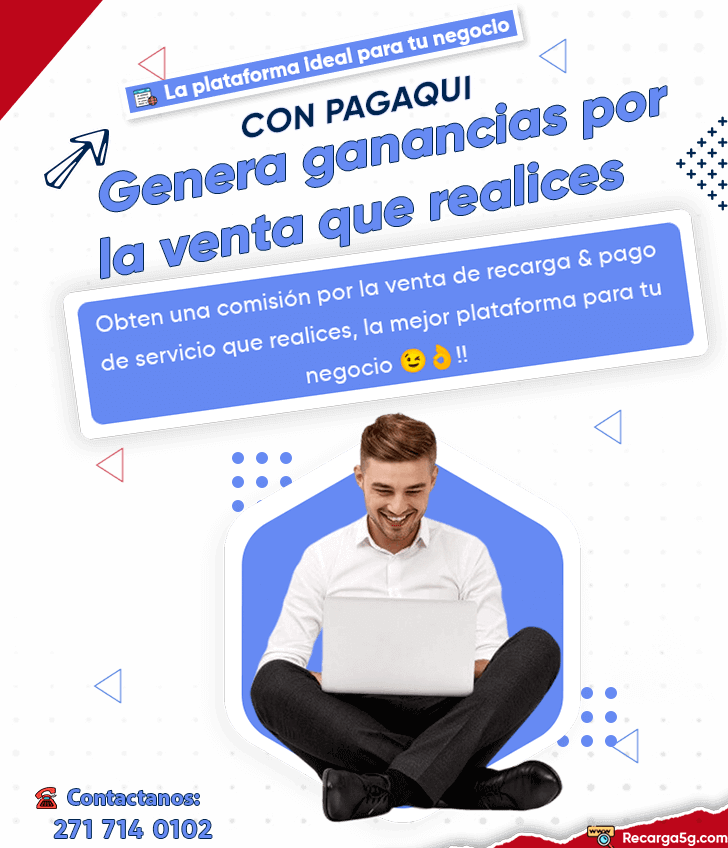 La plataforma ideal para tu negocio
CON PAGAQUI
Genera ganancias por
la venta que realices
Obten una comisión por la venta de recarga & pago
de servicio que realices, la mejor plataforma para tu
negocio 😉👌!!
Contactanos:
271 714 0102
www
Recarga5g.com